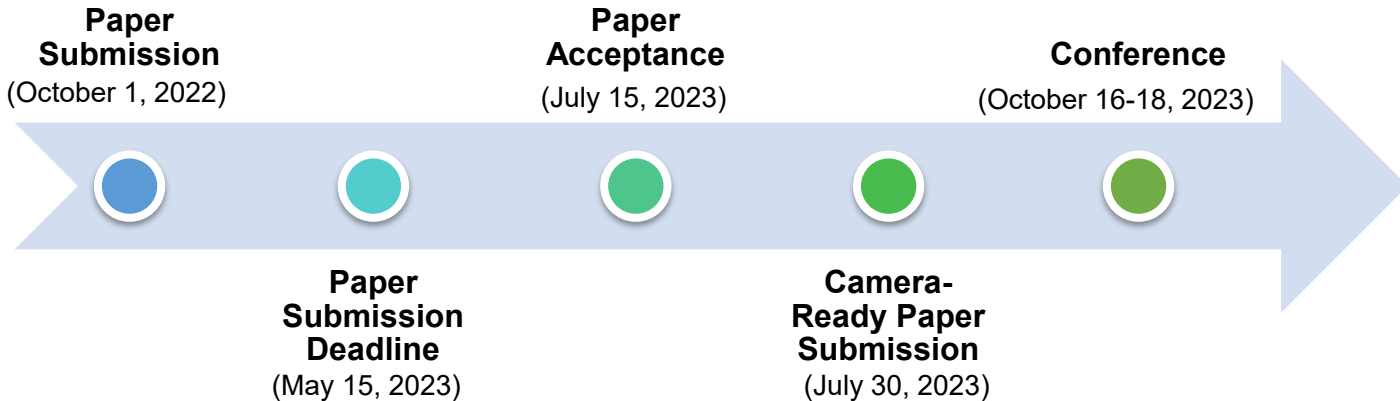 Paper
Submission
(October 1, 2022)
Paper
Submission
Deadline
(May 15, 2023)
Paper
Acceptance
(July 15, 2023)
Camera-
Ready Paper
Submission
(July 30, 2023)
Conference
(October 16-18, 2023)